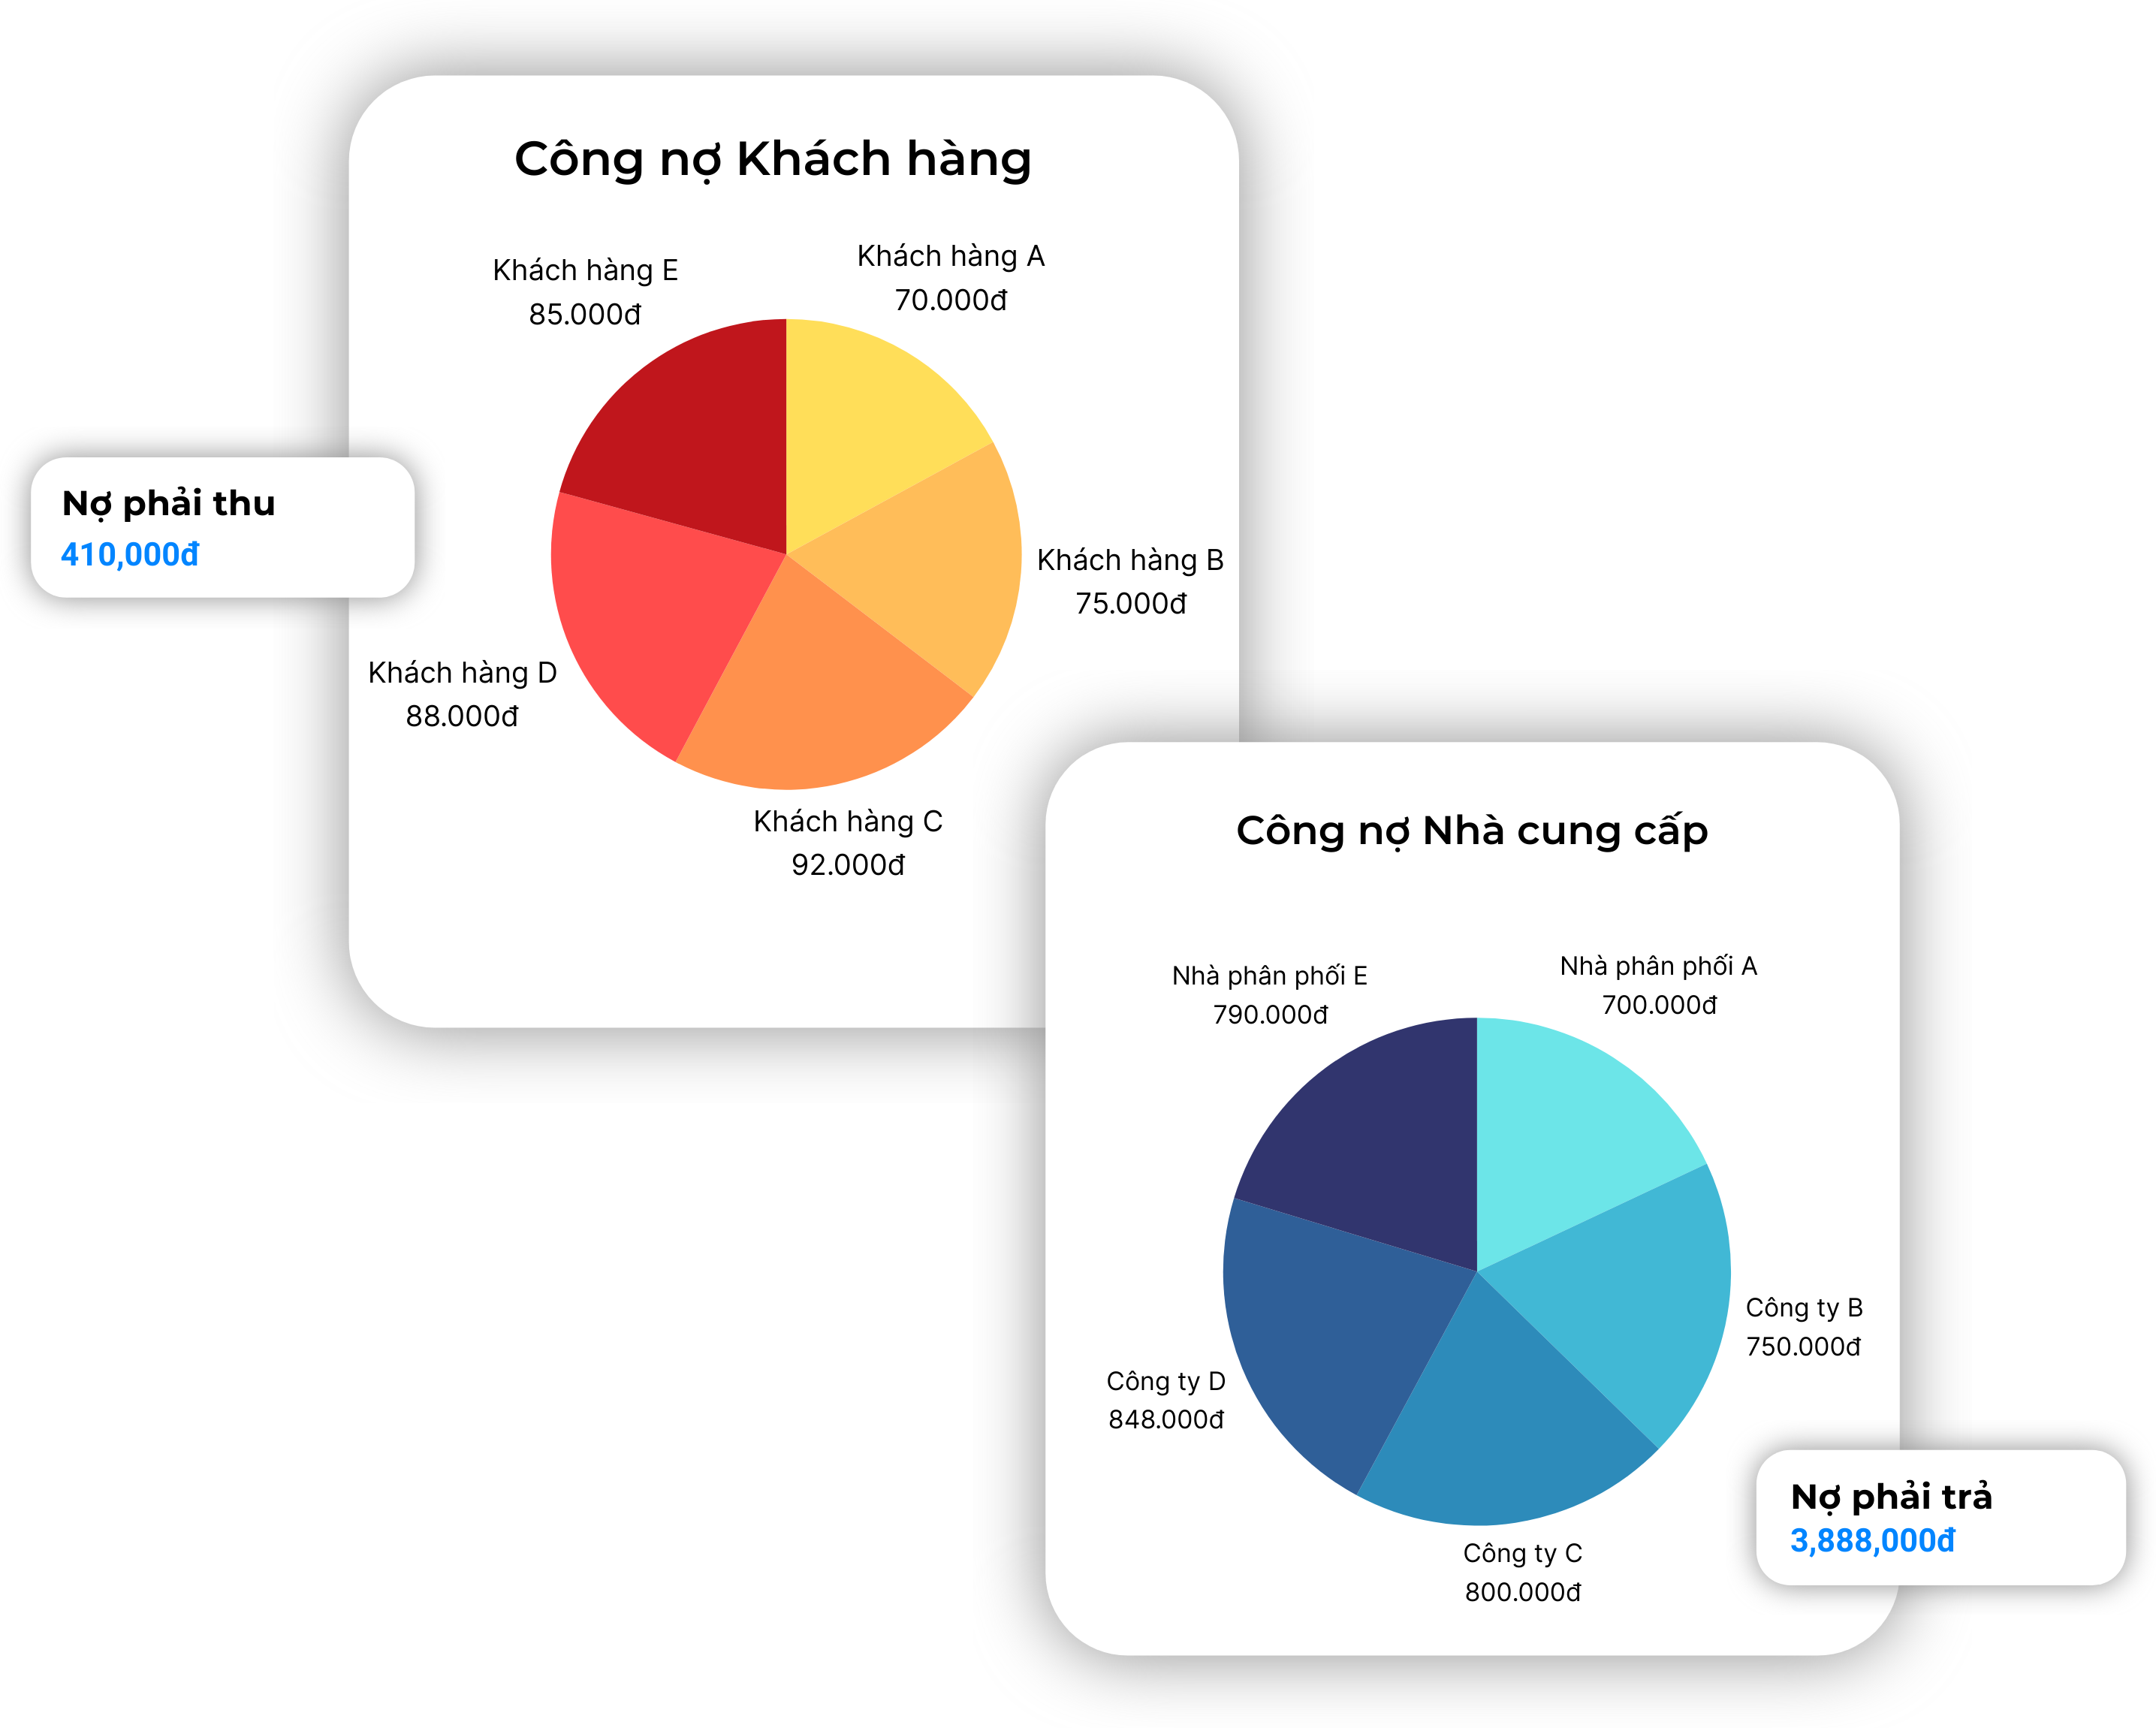 Công nợ Khách hàng
Khách hàng E
85.000đ
Khách hàng A
70.000đ
Nợ phải thu
410,000đ
Khách hàng B
75.000đ
Khách hàng D
88.000đ
Khách hàng C
92.000đ
Công nợ Nhà cung cấp
Nhà phân phối E
790.000đ
Nhà phân phối A
700.000đ
Công ty B
750.000đ
Công ty D
848.000đ
Công ty C
800.000đ
Nợ phải trả
3,888,000đ